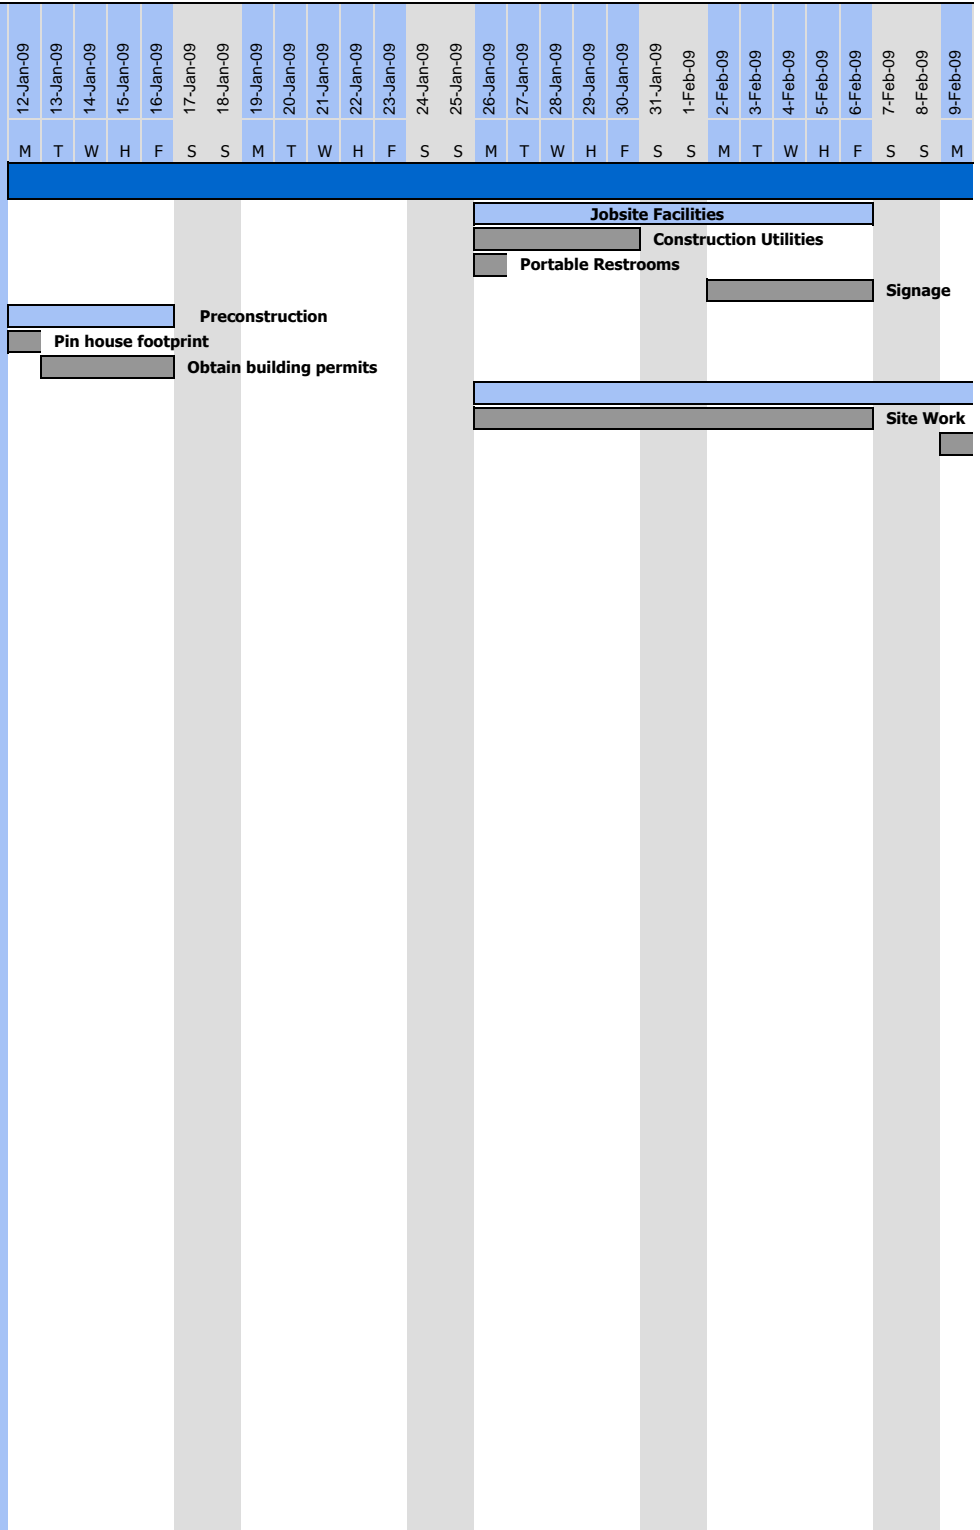 12-Jan-09 13-Jan-09 14-Jan-09 15-Jan-09 16-Jan-09 17-Jan-09 18-Jan-09 19-Jan-09 20-Jan-09 21-Jan-09 22-Jan-09 23-Jan-09 24-Jan-09 25-Jan-09 26-Jan-09 27-Jan-09 28-Jan-09 29-Jan-09 30-Jan-09 31-Jan-09 1-Feb-09 2-Feb-09 3-Feb-09 4-Feb-09 5-Feb-09 6-Feb-09 7-Feb-09 8-Feb-09 9-Feb-09
M T W H F S S M T W H F S S M T W H F S S M T W H F S S M
Jobsite Facilities
Construction Utilities
Portable Restrooms
Signage
Preconstruction
Pin house footprint
Obtain building permits
Site Work